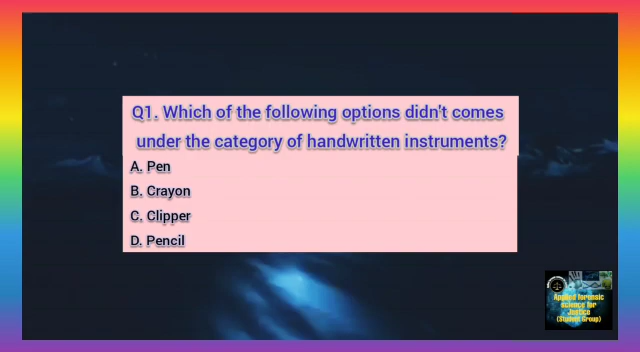 Q1. Which of the following options didn't comes
under the category of handwritten instruments?
A. Pen
B. Crayon
C. Clipper
D. Pencil
Applied forensic
science for
Justice
(Student Group)